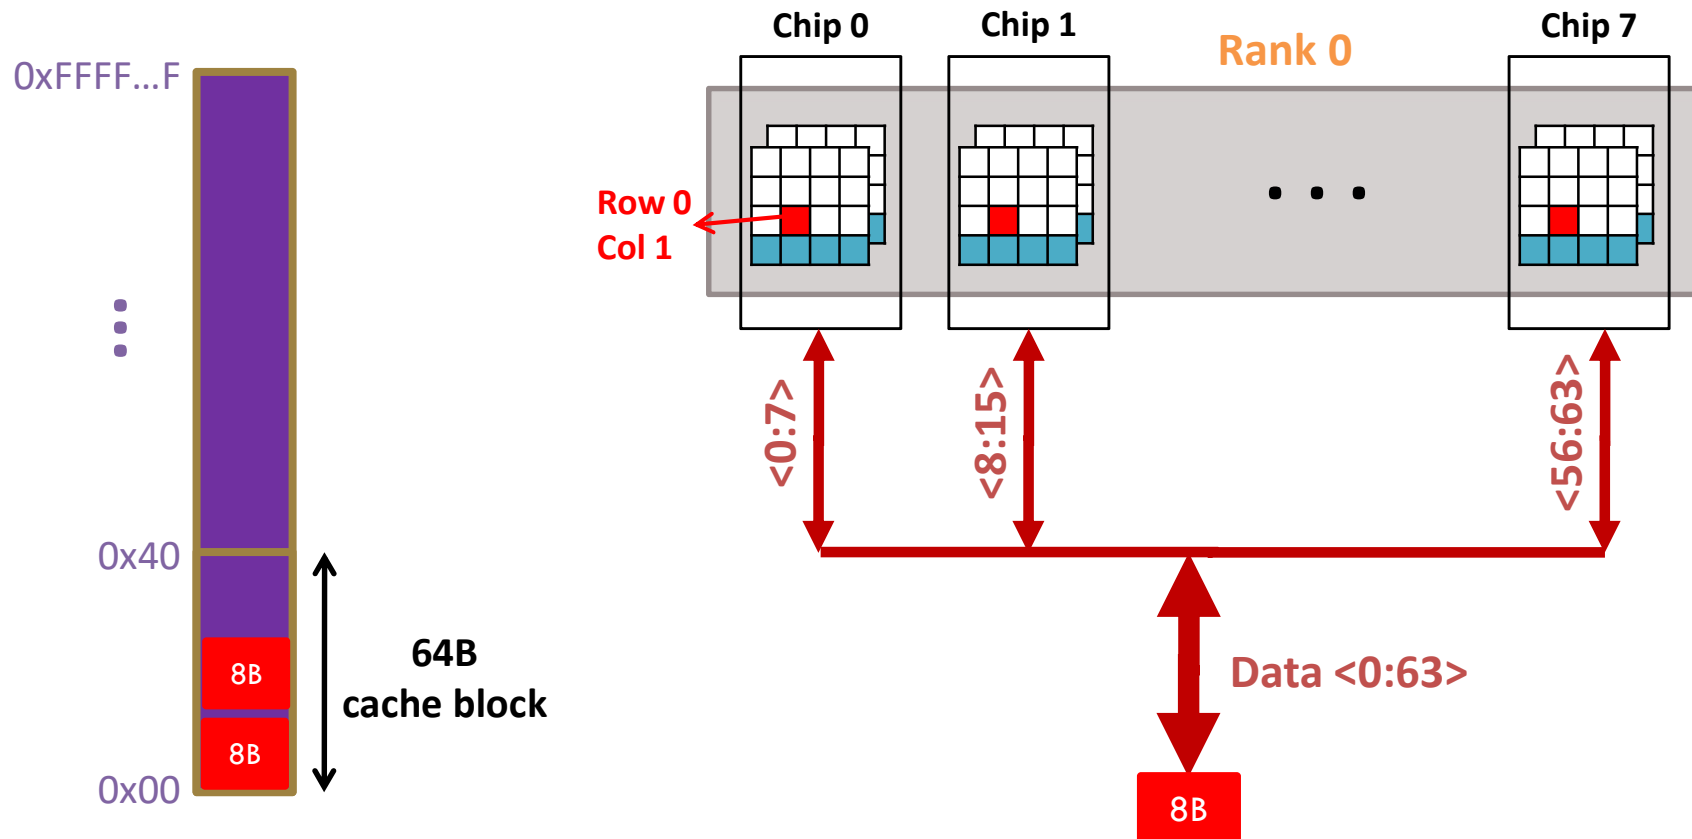 0xFFFF...F
0x40
0x00
8B
8B
64B
cache block
Chip 0
Chip 1
Rank 0
Chip 7
Row 0
Col 1
<0:7>
<8:15>
<56:63>
Data <0:63>
8B